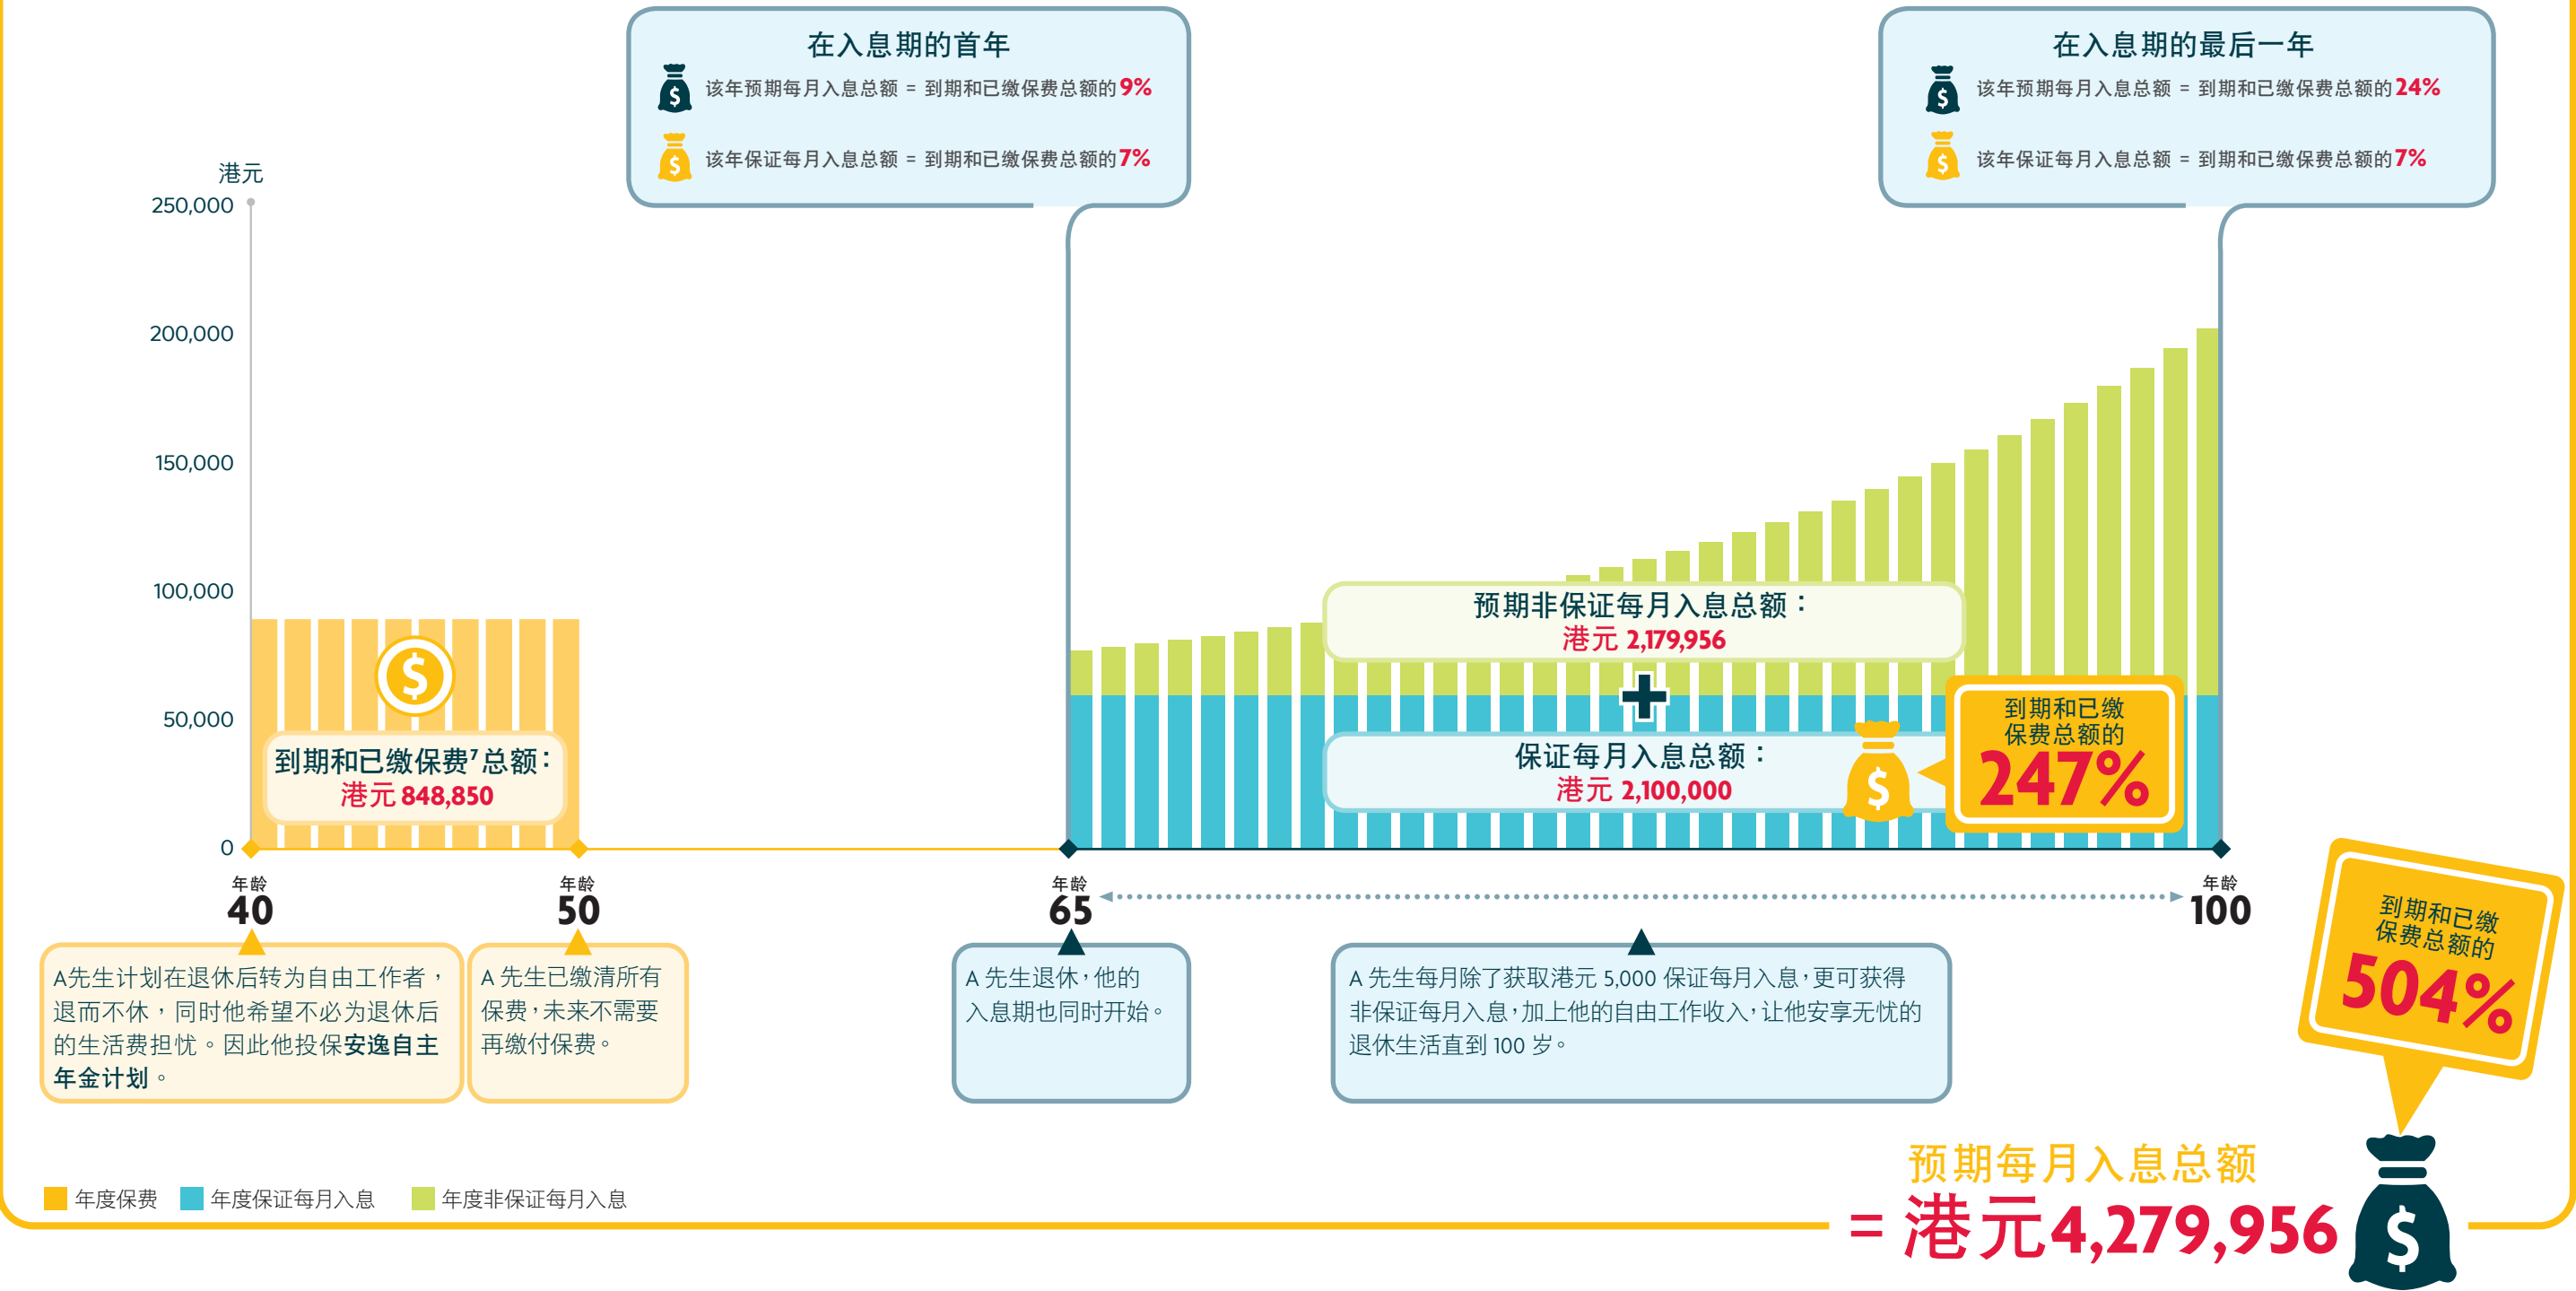 在入息期的首年
该年预期每月入息总额 = 到期和已缴保费总额的9%
该年保证每月入息总额 = 到期和已缴保费总额的7%
在入息期的最后一年
该年预期每月入息总额 = 到期和已缴保费总额的24%
该年保证每月入息总额 = 到期和已缴保费总额的7%
港元
250,000
200,000
150,000
100,000
50,000
0
$
到期和已缴保费⁷总额：
港元 848,850
预期非保证每月入息总额：
港元 2,179,956
保证每月入息总额：
港元 2,100,000
到期和已缴
保费总额的
247%
年龄
40
年龄
50
年龄
65
年龄
100
A先生计划在退休后转为自由工作者，
退而不休，同时他希望不必为退休后
的生活费担忧。因此他投保安逸自主
年金计划。
A 先生已缴清所有
保费，未来不需要
再缴付保费。
A 先生退休，他的
入息期也同时开始。
A 先生每月除了获取港元 5,000 保证每月入息，更可获得
非保证每月入息，加上他的自由工作收入，让他安享无忧的
退休生活直到 100 岁。
到期和已缴
保费总额的
504%
年度保费
年度保证每月入息
年度非保证每月入息
预期每月入息总额
= 港元4,279,956